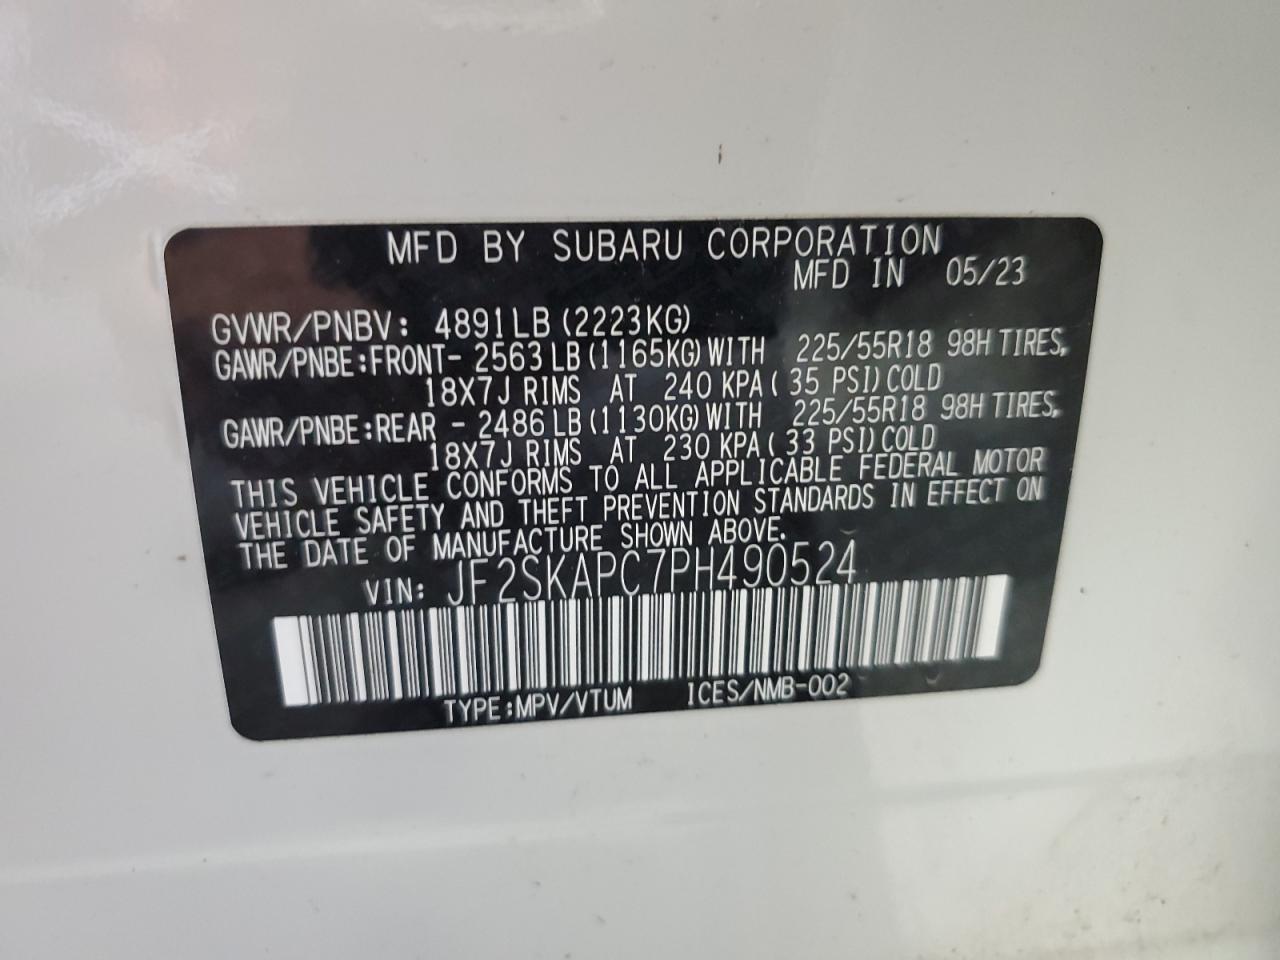 MFD BY SUBARU CORPORATION
MFD IN 05/23
GVWR/PNBV: 4891LB (2223KG)
GAWR/PNBE:FRONT- 2563 LB (1165KG) WITH 225/55R18 98H TIRES,
18X7J RIMS AT 240 KPA ( 35 PSI) COLD
GAWR/PNBE:REAR - 2486 LB (1130KG) WITH 225/55R18 98H TIRES,
18X7J RIMS AT 230 KPA ( 33 PSI) COLD
THIS VEHICLE CONFORMS TO ALL APPLICABLE FEDERAL MOTOR
VEHICLE SAFETY AND THEFT PREVENTION STANDARDS IN EFFECT ON
THE DATE OF MANUFACTURE SHOWN ABOVE.
VIN: JF2SKAPC7PH490524
TYPE:MPV/VTUM ICES/NMB-002